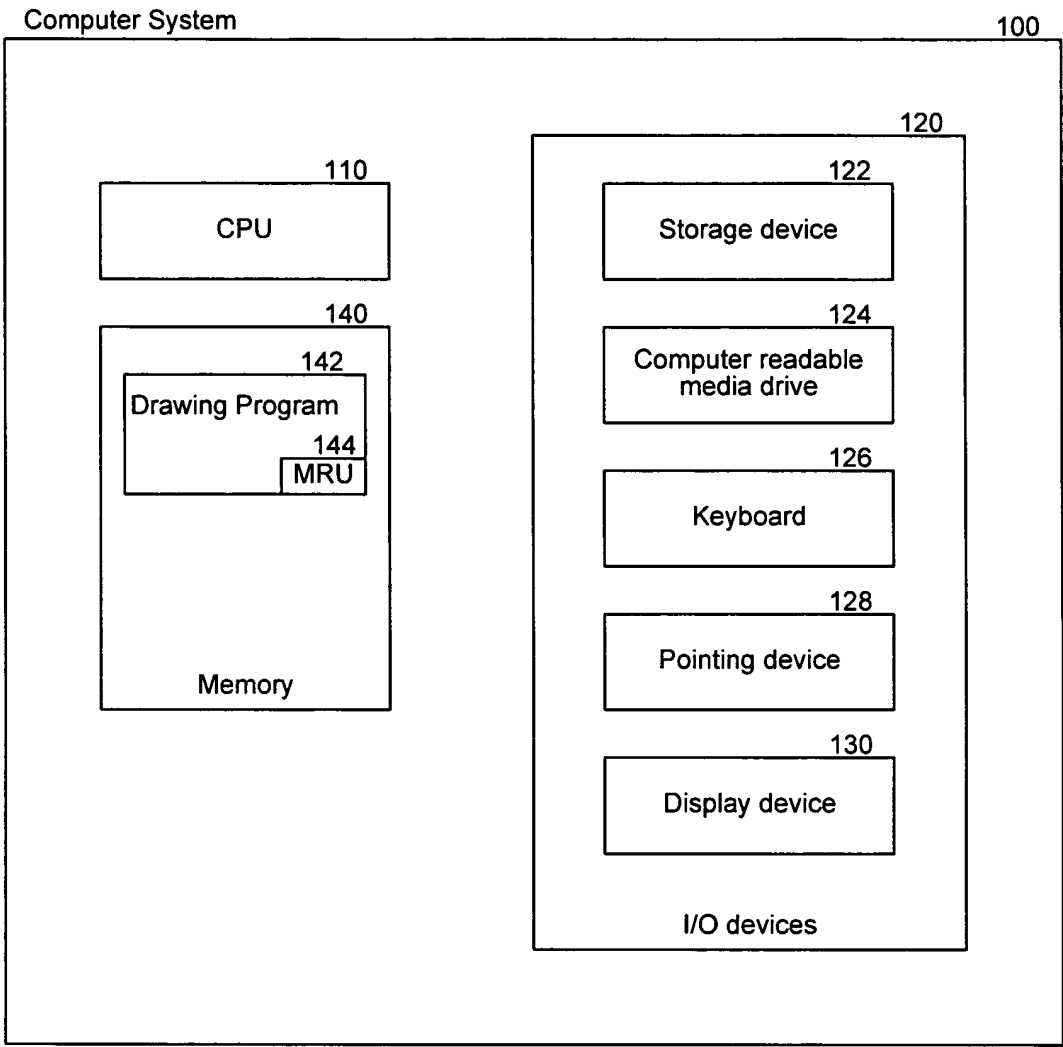 Computer System
100
110
CPU
140
142
Drawing Program
144
MRU
Memory
120
122
Storage device
124
Computer readable
media drive
126
Keyboard
128
Pointing device
130
Display device
I/O devices